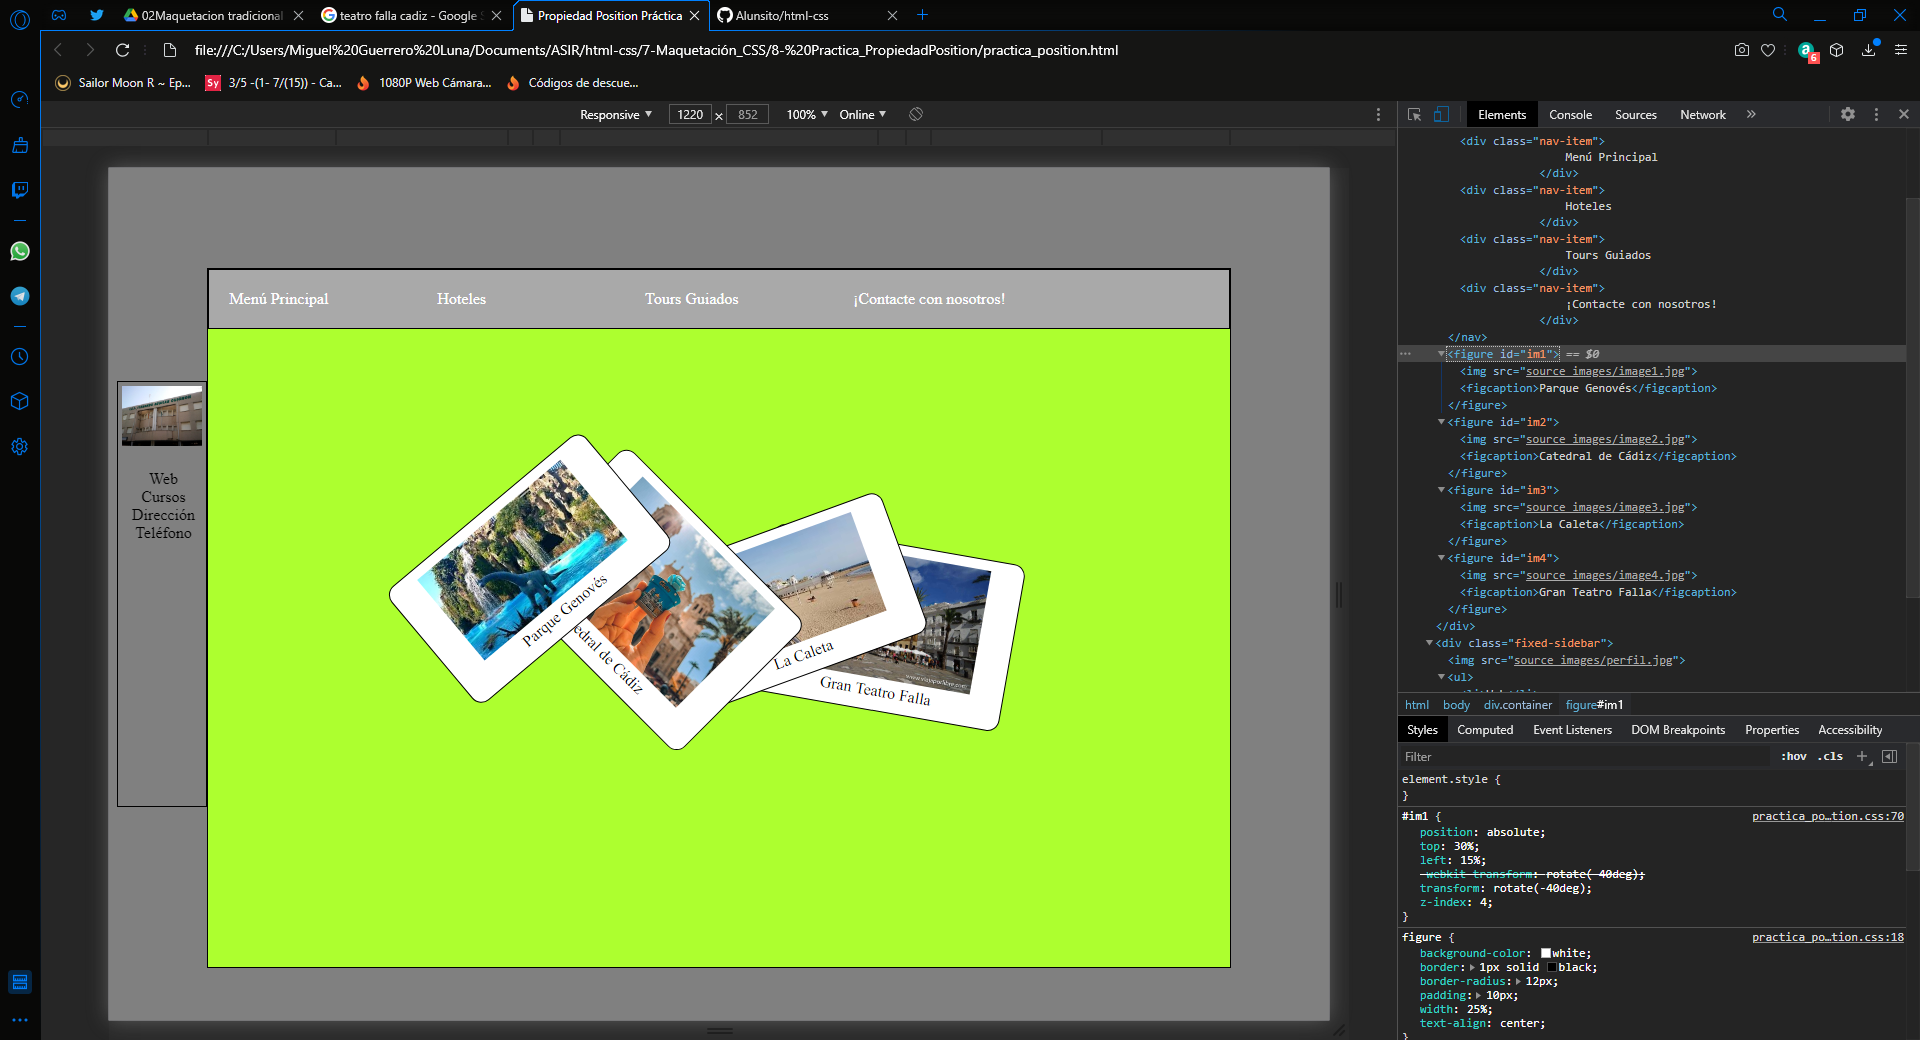 02Maquetacion tradicional
teatro falla cadiz - Google S
Propiedad Position Práctica
Alunsito/html-css
file:///C:/Users/Miguel%20Guerrero%20Luna/Documents/ASIR/html-css/7-Maquetación_CSS/8-%20Practica_PropiedadPosition/practica_position.html
6
Sailor Moon R ~ Ep...
Sy 3/5 -(1- 7/(15)) - Ca...
1080P Web Cámara...
Códigos de descue...
Responsive 1220 × 852 100% Online
Elements Console Sources Network »
Menú Principal
Hoteles
Tours Guiados
¡Contacte con nosotros!
Web
Cursos
Dirección
Teléfono
Parque Genovés
edral de Cádiz
La Caleta
www.viajaporlibre.com
Gran Teatro Falla
<div class="nav-item">
Menú Principal
</div>
<div class="nav-item">
Hoteles
</div>
<div class="nav-item">
Tours Guiados
</div>
<div class="nav-item">
¡Contacte con nosotros!
</div>
</nav>
<figure id="im1"> == $0
<img src="source images/image1.jpg">
<figcaption>Parque Genovés</figcaption>
</figure>
<figure id="im2">
<img src="source images/image2.jpg">
<figcaption>Catedral de Cádiz</figcaption>
</figure>
<figure id="im3">
<img src="source images/image3.jpg">
<figcaption>La Caleta</figcaption>
</figure>
<figure id="im4">
<img src="source images/image4.jpg">
<figcaption>Gran Teatro Falla</figcaption>
</figure>
</div>
<div class="fixed-sidebar">
<img src="source images/perfil.jpg">
<ul>
html body div.container figure#im1
Styles Computed Event Listeners DOM Breakpoints Properties Accessibility
Filter :hov .cls +
element.style {
}
#im1 { practica_po…tion.css:70
position: absolute;
top: 30%;
left: 15%;
-webkit-transform: rotate(-40deg);
transform: rotate(-40deg);
z-index: 4;
}
figure { practica_po…tion.css:18
background-color: white;
border: 1px solid black;
border-radius: 12px;
padding: 10px;
width: 25%;
text-align: center;
}